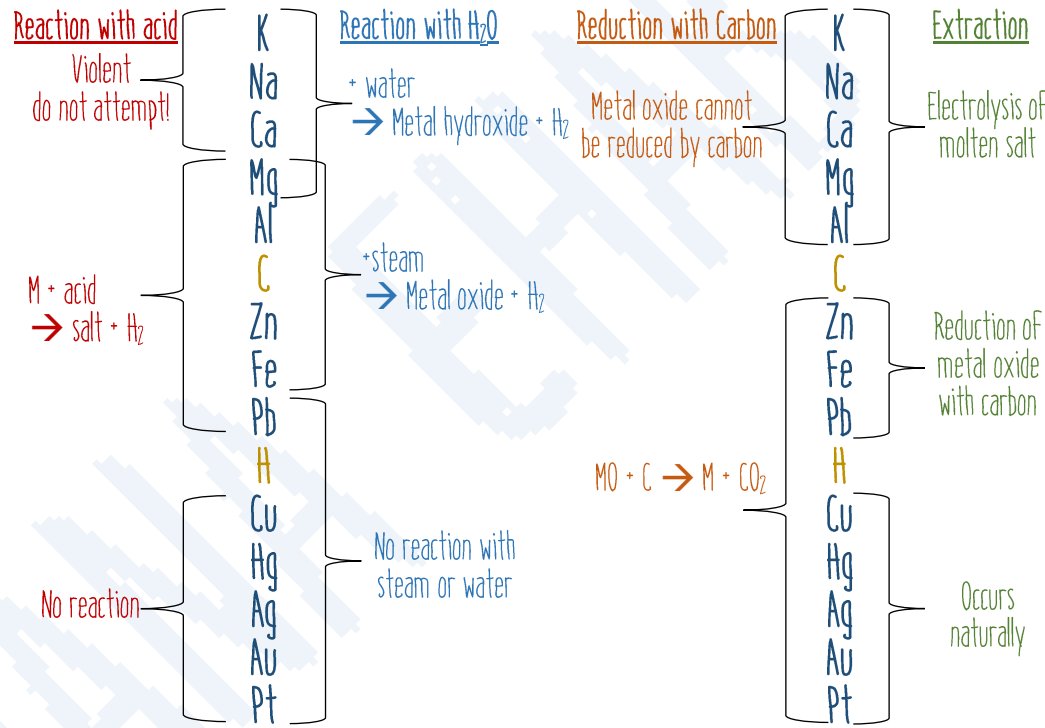 Reaction with acid
Violent
do not attempt!
M + acid
→ salt + H₂
No reaction
K
Na
Ca
Mg
Al
C
Zn
Fe
Pb
H
Cu
Hg
Ag
Au
Pt
Reaction with H₂O
+ water
→ Metal hydroxide + H₂
+steam
→ Metal oxide + H₂
No reaction with
steam or water
Reduction with Carbon
Metal oxide cannot
be reduced by carbon
MO + C → M + CO₂
K
Na
Ca
Mg
Al
C
Zn
Fe
Pb
H
Cu
Hg
Ag
Au
Pt
Extraction
Electrolysis of
molten salt
Reduction of
metal oxide
with carbon
Occurs
naturally